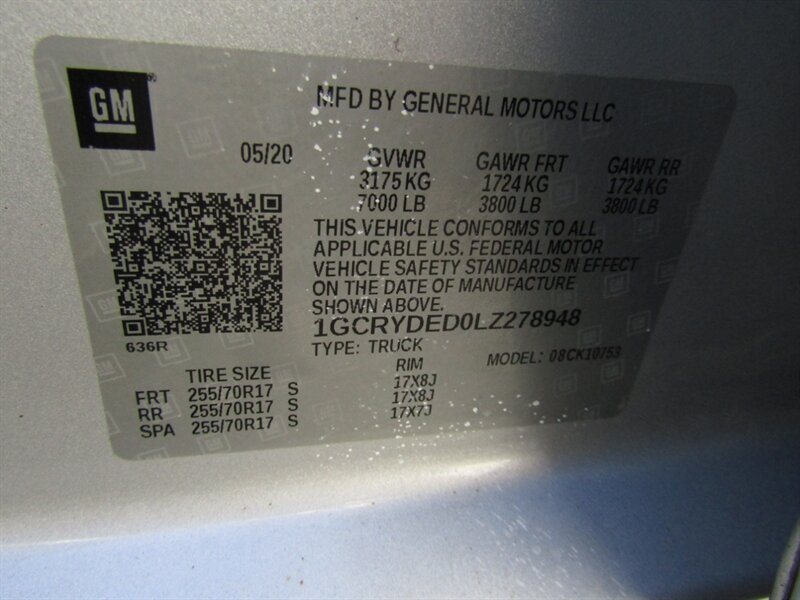 GM
MFD BY GENERAL MOTORS LLC
05/20 GVWR GAWR FRT GAWR RR
3175 KG 1724 KG 1724 KG
7000 LB 3800 LB 3800 LB
THIS VEHICLE CONFORMS TO ALL
APPLICABLE U.S. FEDERAL MOTOR
VEHICLE SAFETY STANDARDS IN EFFECT
ON THE DATE OF MANUFACTURE
SHOWN ABOVE.
1GCRYDED0LZ278948
636R
TYPE: TRUCK MODEL: 08CK10753
TIRE SIZE RIM
FRT 255/70R17 S 17X8J
RR 255/70R17 S 17X8J
SPA 255/70R17 S 17X7J